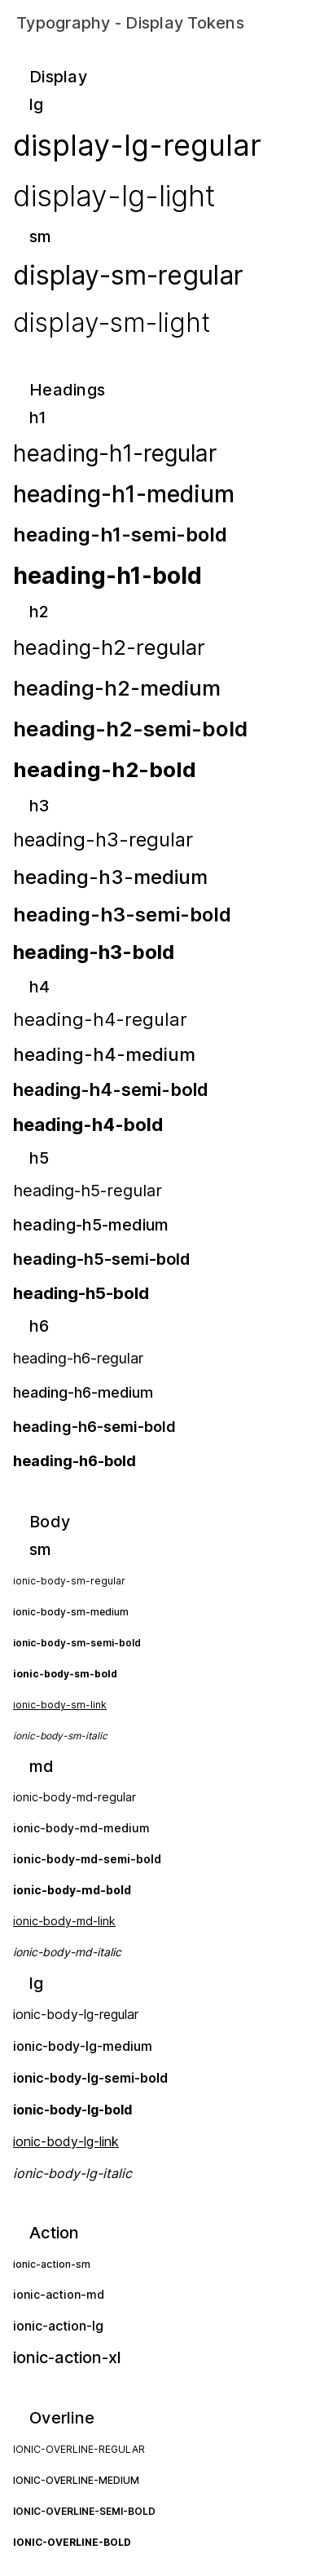 Typography - Display Tokens
Display
lg
display-lg-regular
display-lg-light
sm
display-sm-regular
display-sm-light
Headings
h1
heading-h1-regular
heading-h1-medium
heading-h1-semi-bold
heading-h1-bold
h2
heading-h2-regular
heading-h2-medium
heading-h2-semi-bold
heading-h2-bold
h3
heading-h3-regular
heading-h3-medium
heading-h3-semi-bold
heading-h3-bold
h4
heading-h4-regular
heading-h4-medium
heading-h4-semi-bold
heading-h4-bold
h5
heading-h5-regular
heading-h5-medium
heading-h5-semi-bold
heading-h5-bold
h6
heading-h6-regular
heading-h6-medium
heading-h6-semi-bold
heading-h6-bold
Body
sm
ionic-body-sm-regular
ionic-body-sm-medium
ionic-body-sm-semi-bold
ionic-body-sm-bold
ionic-body-sm-link
ionic-body-sm-italic
md
ionic-body-md-regular
ionic-body-md-medium
ionic-body-md-semi-bold
ionic-body-md-bold
ionic-body-md-link
ionic-body-md-italic
lg
ionic-body-lg-regular
ionic-body-lg-medium
ionic-body-lg-semi-bold
ionic-body-lg-bold
ionic-body-lg-link
ionic-body-lg-italic
Action
ionic-action-sm
ionic-action-md
ionic-action-lg
ionic-action-xl
Overline
IONIC-OVERLINE-REGULAR
IONIC-OVERLINE-MEDIUM
IONIC-OVERLINE-SEMI-BOLD
IONIC-OVERLINE-BOLD